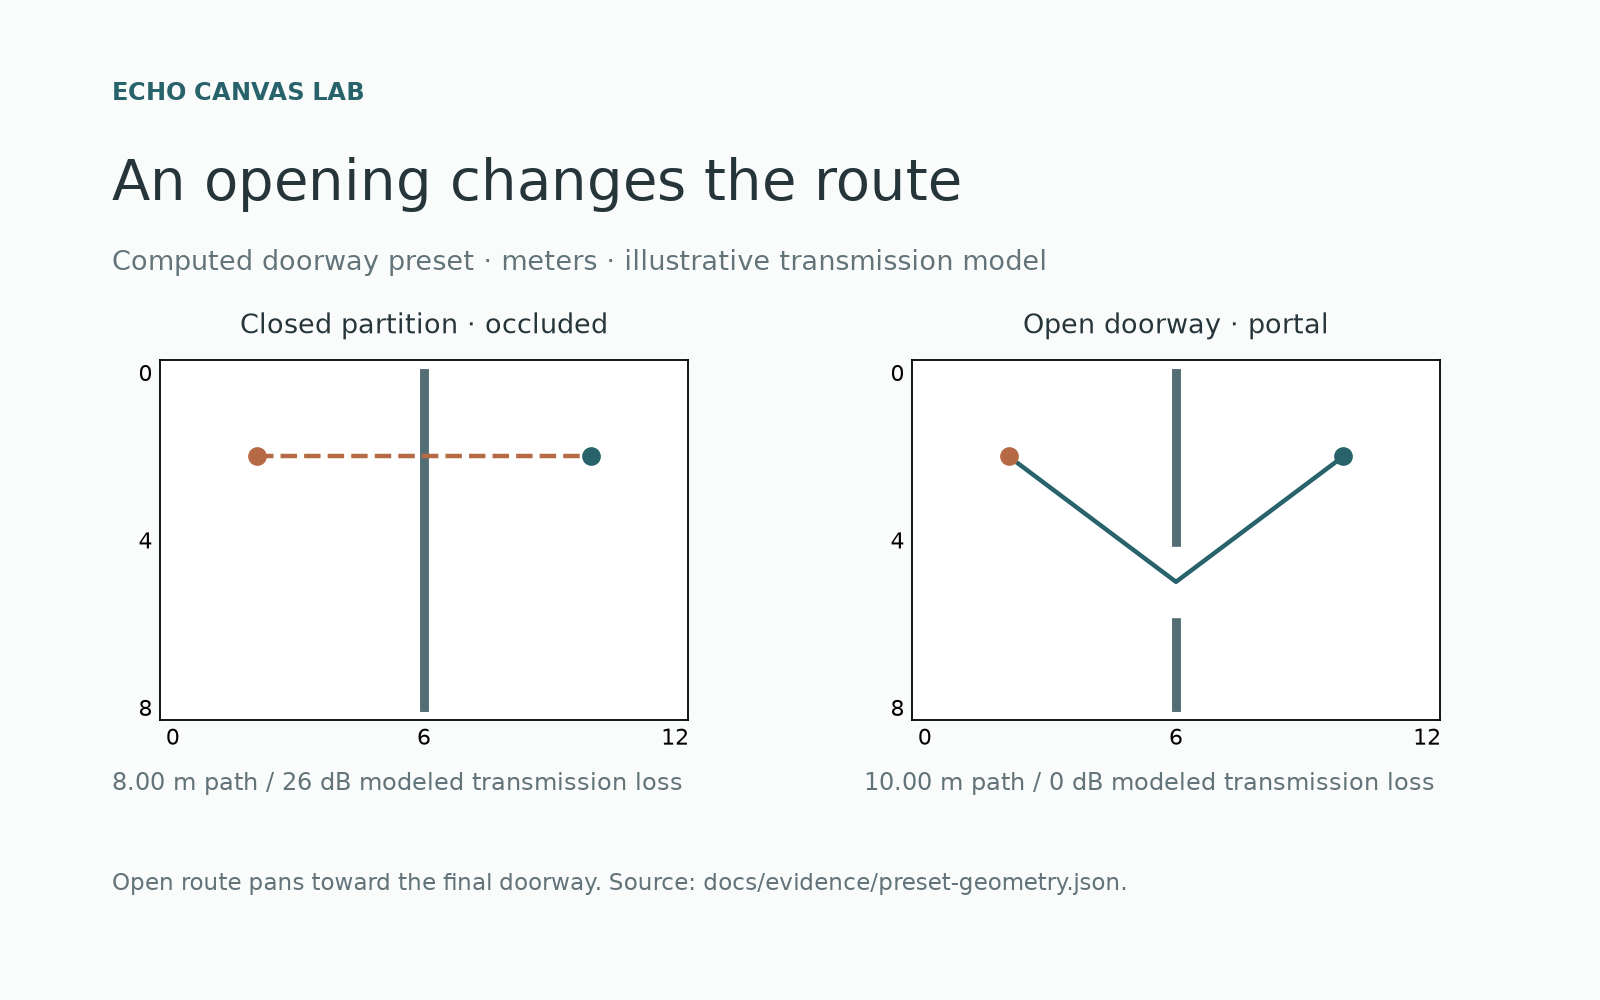 ECHO CANVAS LAB
An opening changes the route
Computed doorway preset · meters · illustrative transmission model
Closed partition · occluded
0
4
8
0 6 12
8.00 m path / 26 dB modeled transmission loss
Open doorway · portal
0
4
8
0 6 12
10.00 m path / 0 dB modeled transmission loss
Open route pans toward the final doorway. Source: docs/evidence/preset-geometry.json.